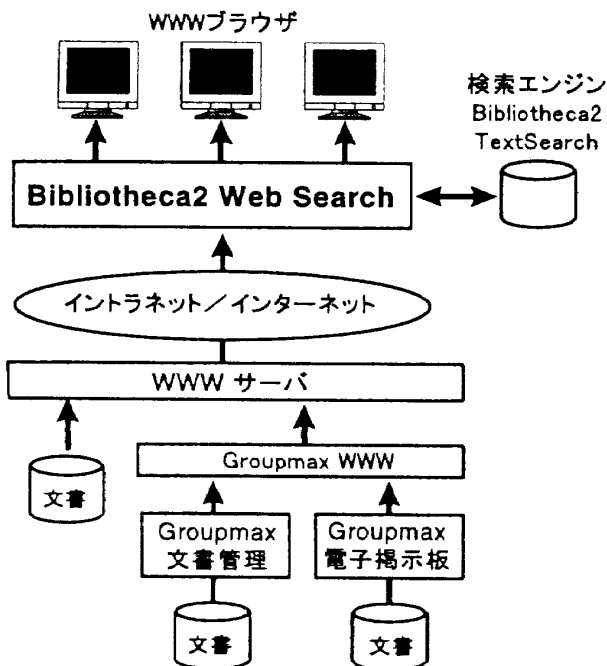 WWWブラウザ
検索エンジン
Bibliotheca2
TextSearch
Bibliotheca2 Web Search
イントラネット／インターネット
WWW サーバ
Groupmax WWW
文書
Groupmax
文書管理
Groupmax
電子掲示板
文書
文書